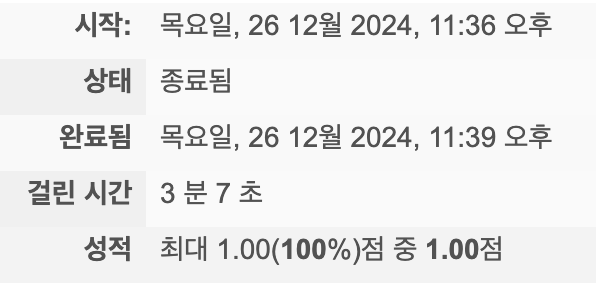 시작: 목요일, 26 12월 2024, 11:36 오후
상태 종료됨
완료됨 목요일, 26 12월 2024, 11:39 오후
걸린 시간 3 분 7 초
성적 최대 1.00(100%)점 중 1.00점